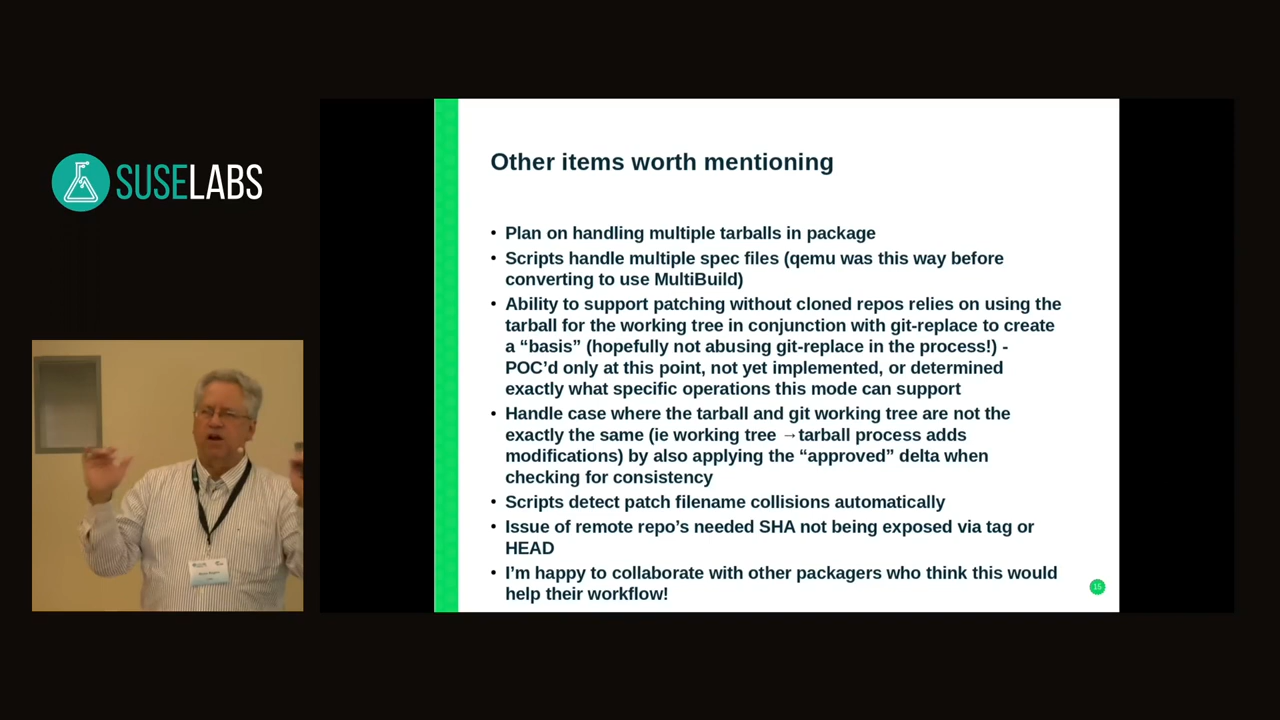 SUSELABS
Other items worth mentioning
• Plan on handling multiple tarballs in package
• Scripts handle multiple spec files (qemu was this way before
converting to use MultiBuild)
• Ability to support patching without cloned repos relies on using the
tarball for the working tree in conjunction with git-replace to create
a “basis” (hopefully not abusing git-replace in the process!) -
POC’d only at this point, not yet implemented, or determined
exactly what specific operations this mode can support
• Handle case where the tarball and git working tree are not the
exactly the same (ie working tree →tarball process adds
modifications) by also applying the “approved” delta when
checking for consistency
• Scripts detect patch filename collisions automatically
• Issue of remote repo’s needed SHA not being exposed via tag or
HEAD
• I’m happy to collaborate with other packagers who think this would
help their workflow!
15